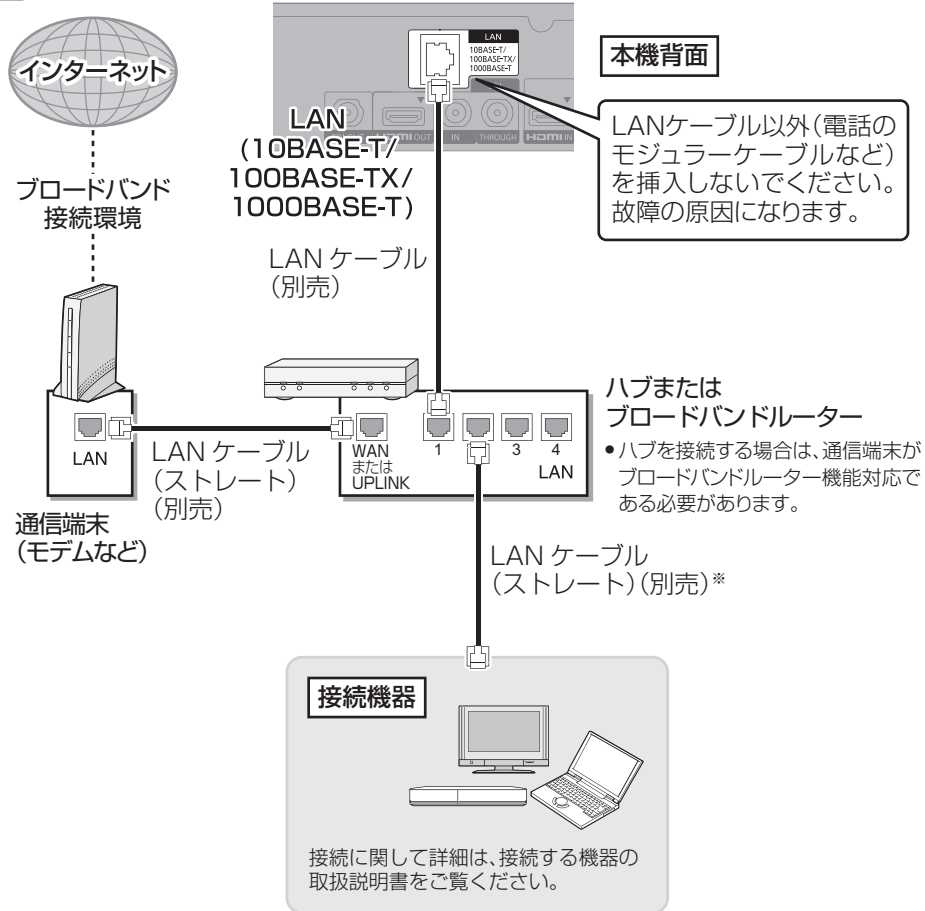 インターネット
ブロードバンド
接続環境
LAN
10BASE-T/
100BASE-TX/
1000BASE-T
HDMI OUT
IN
THROUGH
HDMI IN
本機背面
LANケーブル以外（電話の
モジュラーケーブルなど）
を挿入しないでください。
故障の原因になります。
LAN
(10BASE-T/
100BASE-TX/
1000BASE-T)
LAN ケーブル
（別売）
LAN
LAN ケーブル
（ストレート）
（別売）
通信端末
（モデムなど）
WAN
または
UPLINK
1
3
4
LAN
ハブまたは
ブロードバンドルーター
●ハブを接続する場合は、通信端末が
ブロードバンドルーター機能対応で
ある必要があります。
LAN ケーブル
（ストレート）（別売）※
接続機器
接続に関して詳細は、接続する機器の
取扱説明書をご覧ください。